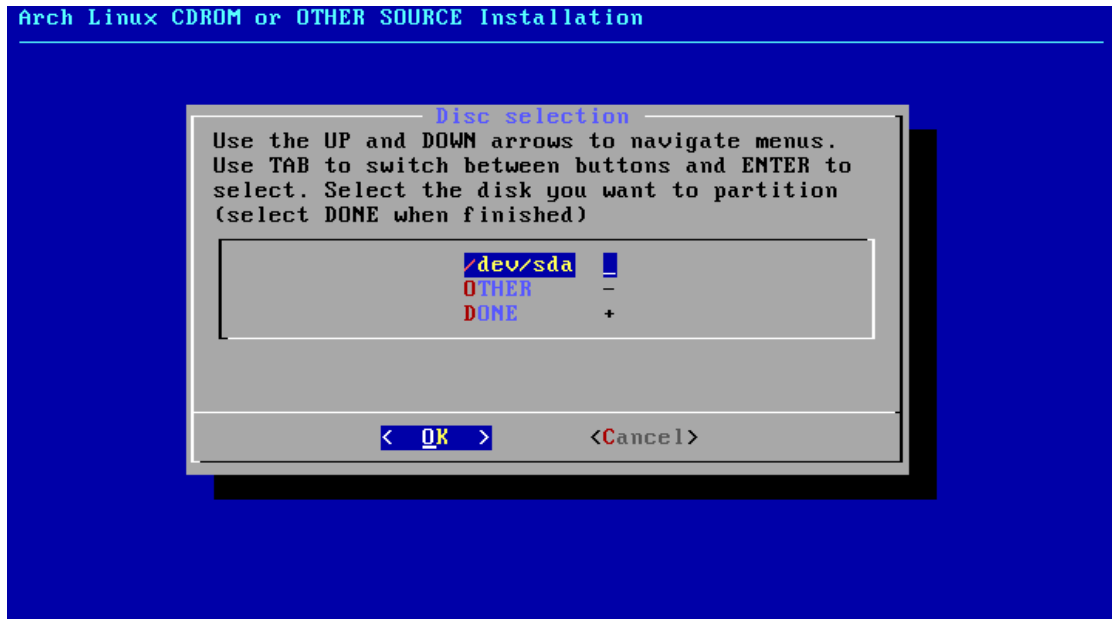 Arch Linux CDROM or OTHER SOURCE Installation
Disc selection
Use the UP and DOWN arrows to navigate menus.
Use TAB to switch between buttons and ENTER to
select. Select the disk you want to partition
(select DONE when finished)
/dev/sda _
OTHER -
DONE +
< OK > <Cancel>